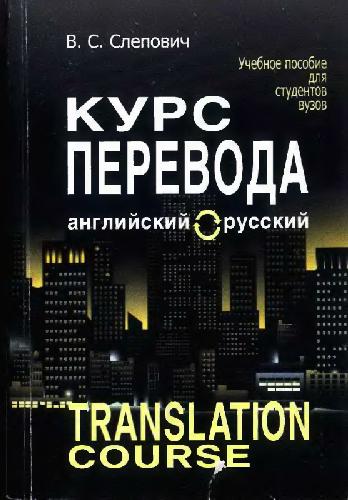 В. С. Слепович
Учебное пособие
для
студентов
вузов
КУРС
ПЕРЕВОДА
английский русский
TRANSLATION
COURSE